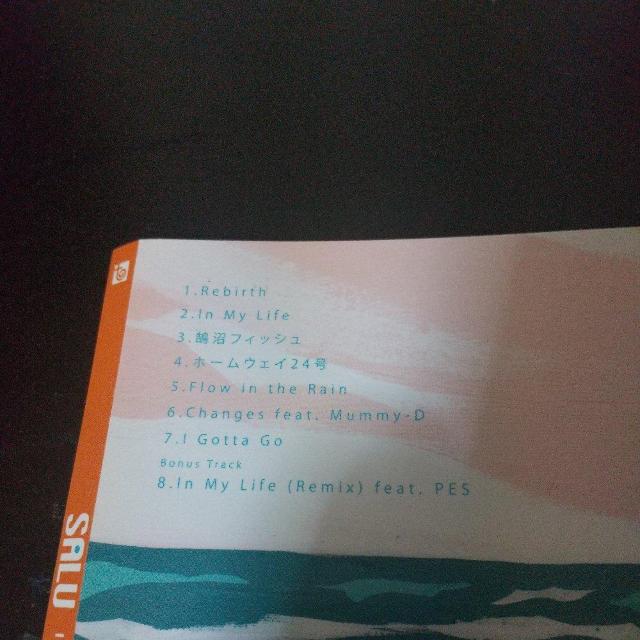 1.Rebirth
2.In My Life
3.鵠沼フィッシュ
4.ホームウェイ24号
5.Flow in the Rain
6.Changes feat. Mummy-D
7.I Gotta Go
Bonus Track
8.In My Life (Remix) feat. PES
SALU